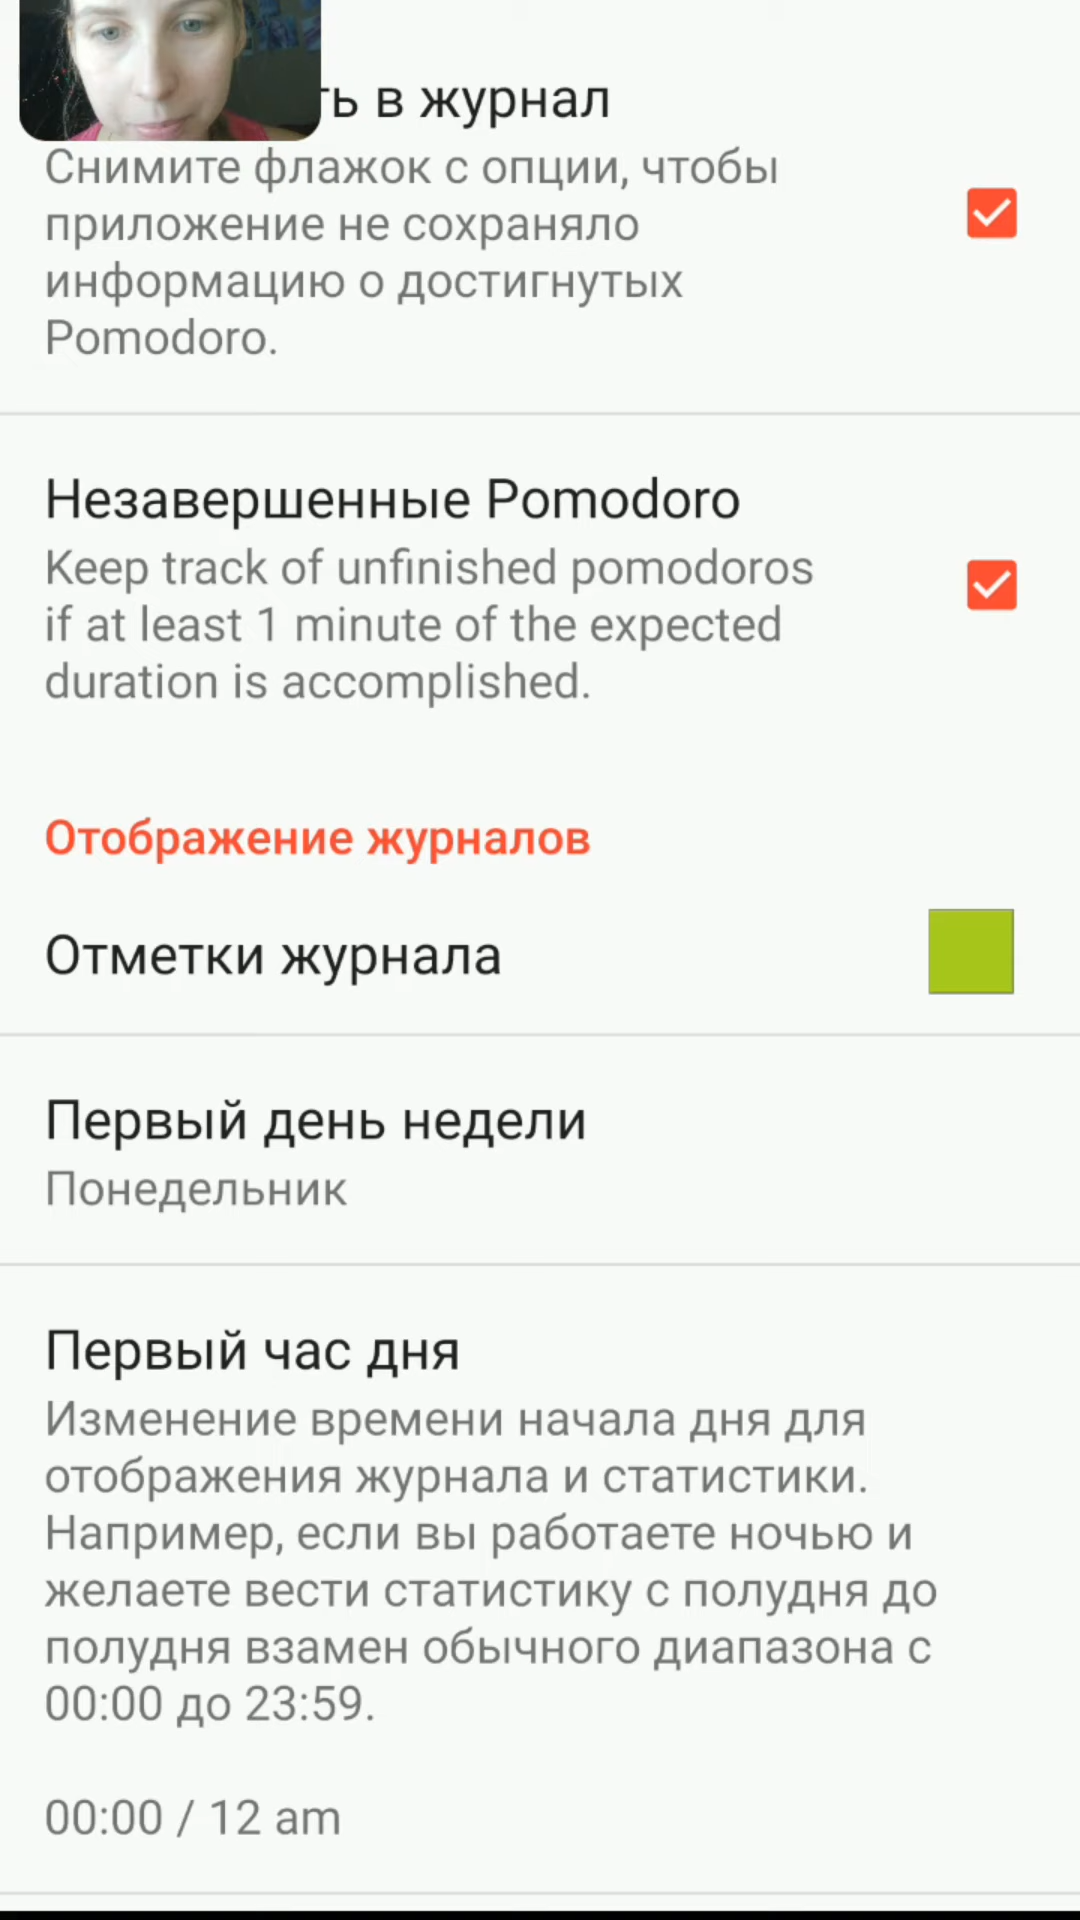 в журнал
Снимите флажок с опции, чтобы
приложение не сохраняло
информацию о достигнутых
Pomodoro.
Незавершенные Pomodoro
Keep track of unfinished pomodoros
if at least 1 minute of the expected
duration is accomplished.
Отображение журналов
Отметки журнала
Первый день недели
Понедельник
Первый час дня
Изменение времени начала дня для
отображения журнала и статистики.
Например, если вы работаете ночью и
желаете вести статистику с полудня до
полудня взамен обычного диапазона с
00:00 до 23:59.
00:00 / 12 am